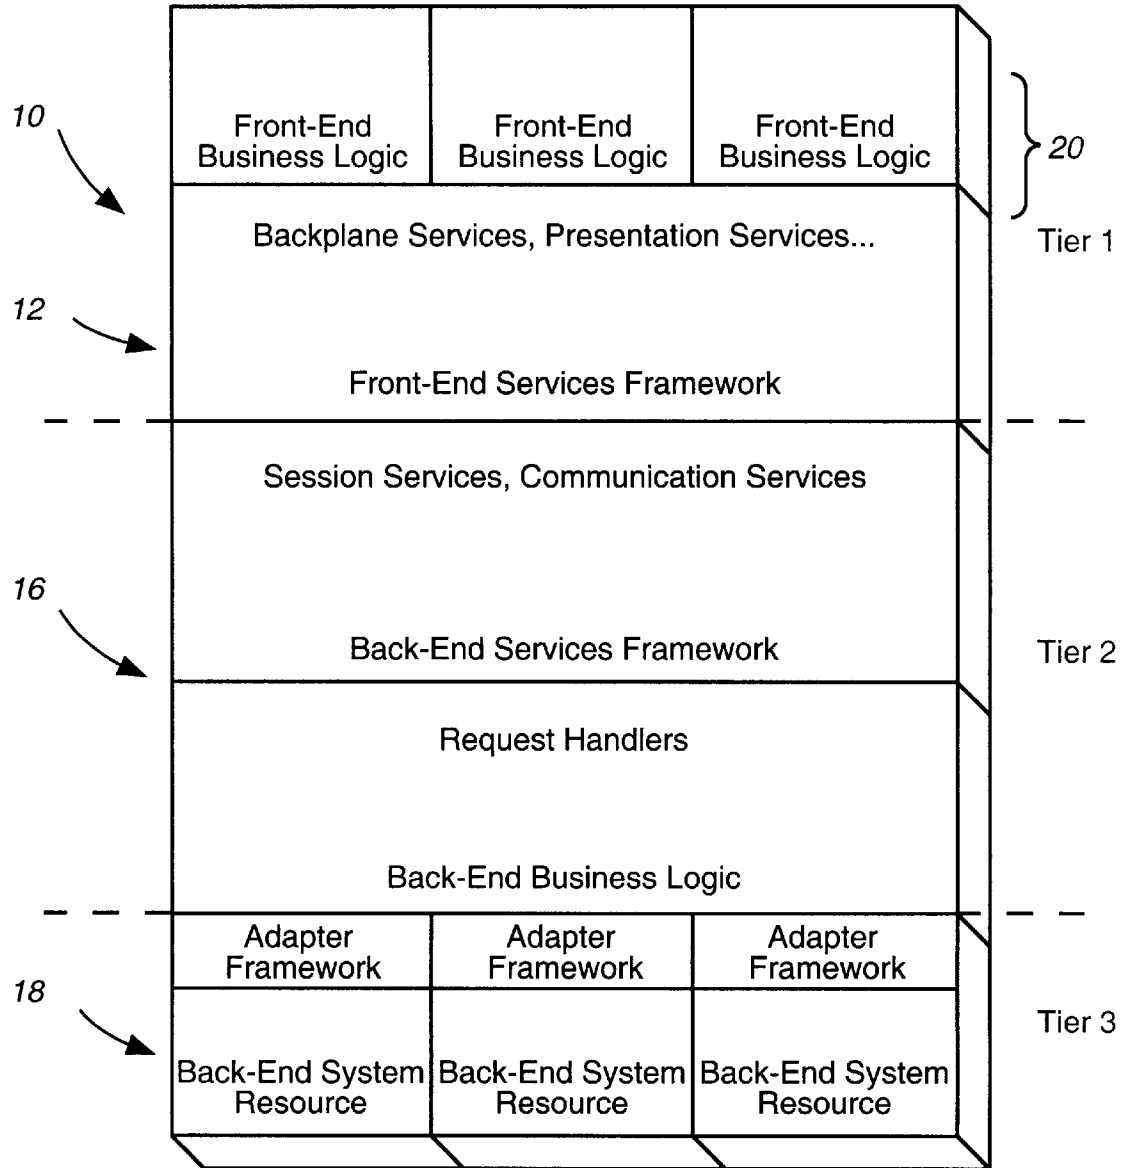 10
Front-End
Business Logic
Front-End
Business Logic
Front-End
Business Logic
20
Backplane Services, Presentation Services...
Tier 1
12
Front-End Services Framework
Session Services, Communication Services
16
Back-End Services Framework
Tier 2
Request Handlers
Back-End Business Logic
Adapter
Framework
Adapter
Framework
Adapter
Framework
18
Tier 3
Back-End System
Resource
Back-End System
Resource
Back-End System
Resource